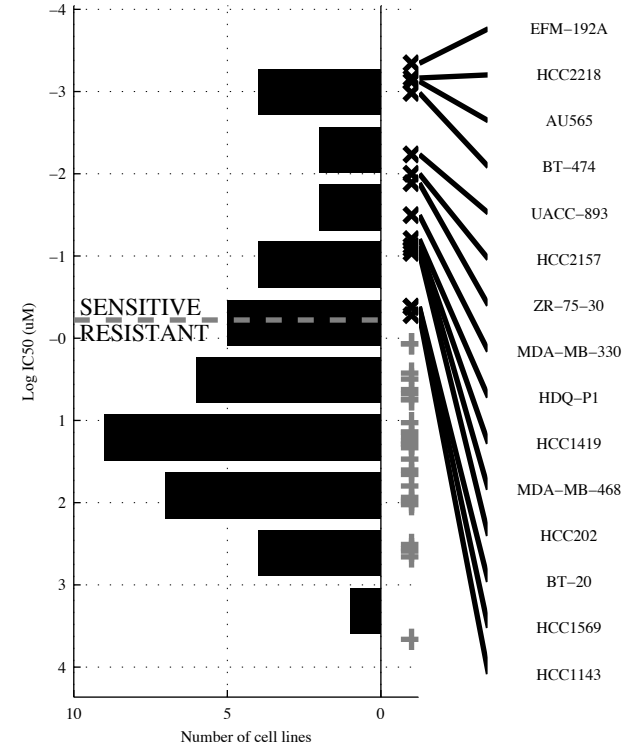 −4
−3
−2
−1
−0
1
2
3
4
Log IC50 (uM)
SENSITIVE
RESISTANT
10
5
0
Number of cell lines
EFM−192A
HCC2218
AU565
BT−474
UACC−893
HCC2157
ZR−75−30
MDA−MB−330
HDQ−P1
HCC1419
MDA−MB−468
HCC202
BT−20
HCC1569
HCC1143